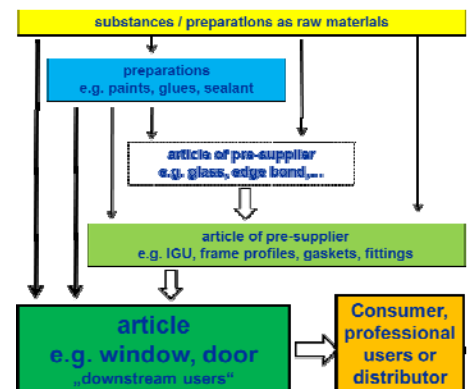 substances / preparations as raw materials
preparations
e.g. paints, glues, sealant
article of pre-supplier
e.g. glass, edge bond,...
article of pre-supplier
e.g. IGU, frame profiles, gaskets, fittings
article
e.g. window, door
„downstream users“
Consumer,
professional
users or
distributor